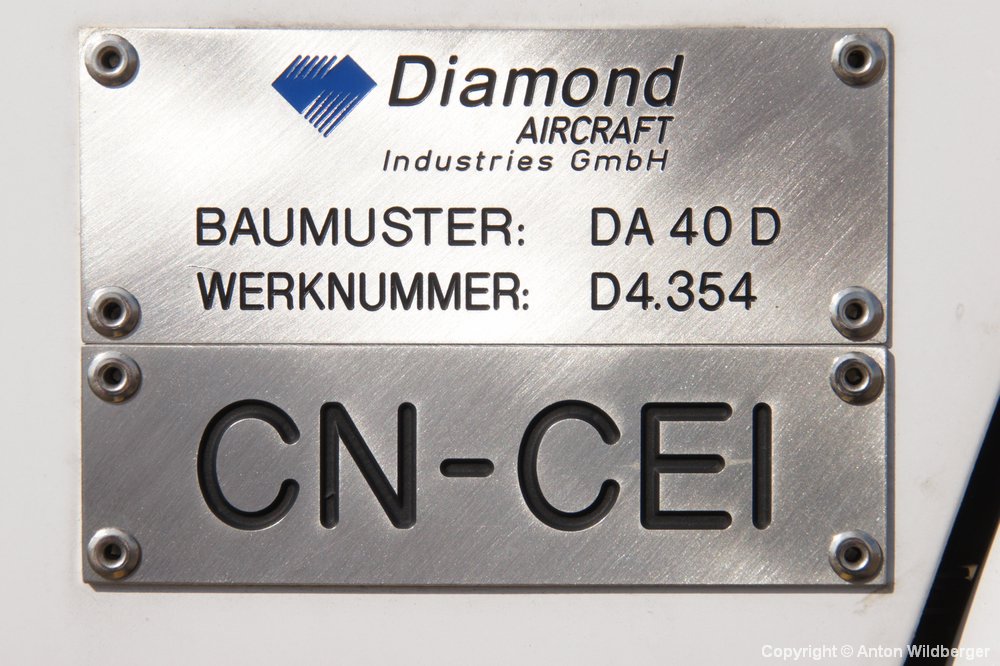 Diamond
AIRCRAFT
Industries GmbH
BAUMUSTER: DA 40 D
WERKNUMMER: D4.354
CN-CEI
Copyright © Anton Wildberger